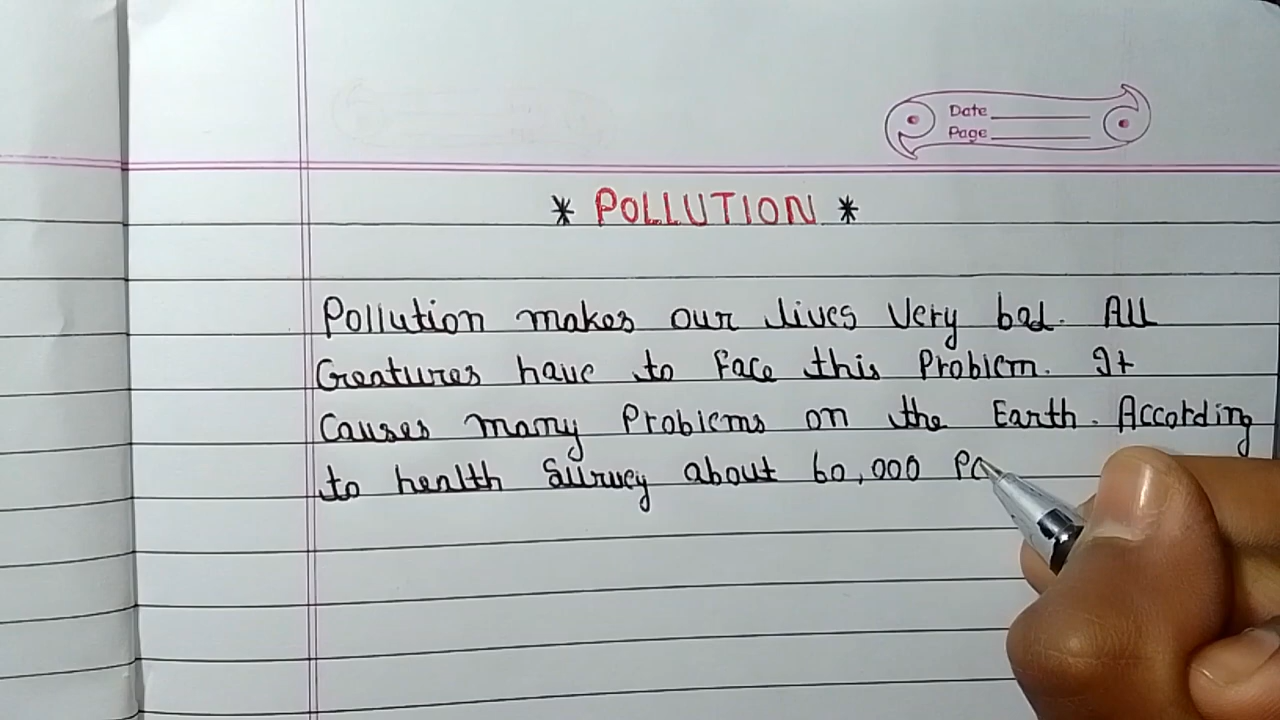 Date
Page
* POLLUTION *
Pollution makes our lives very bad. All
Creatures have to Face this Problem. It
Causes many Problems on the Earth. According
to health Survey about 60,000